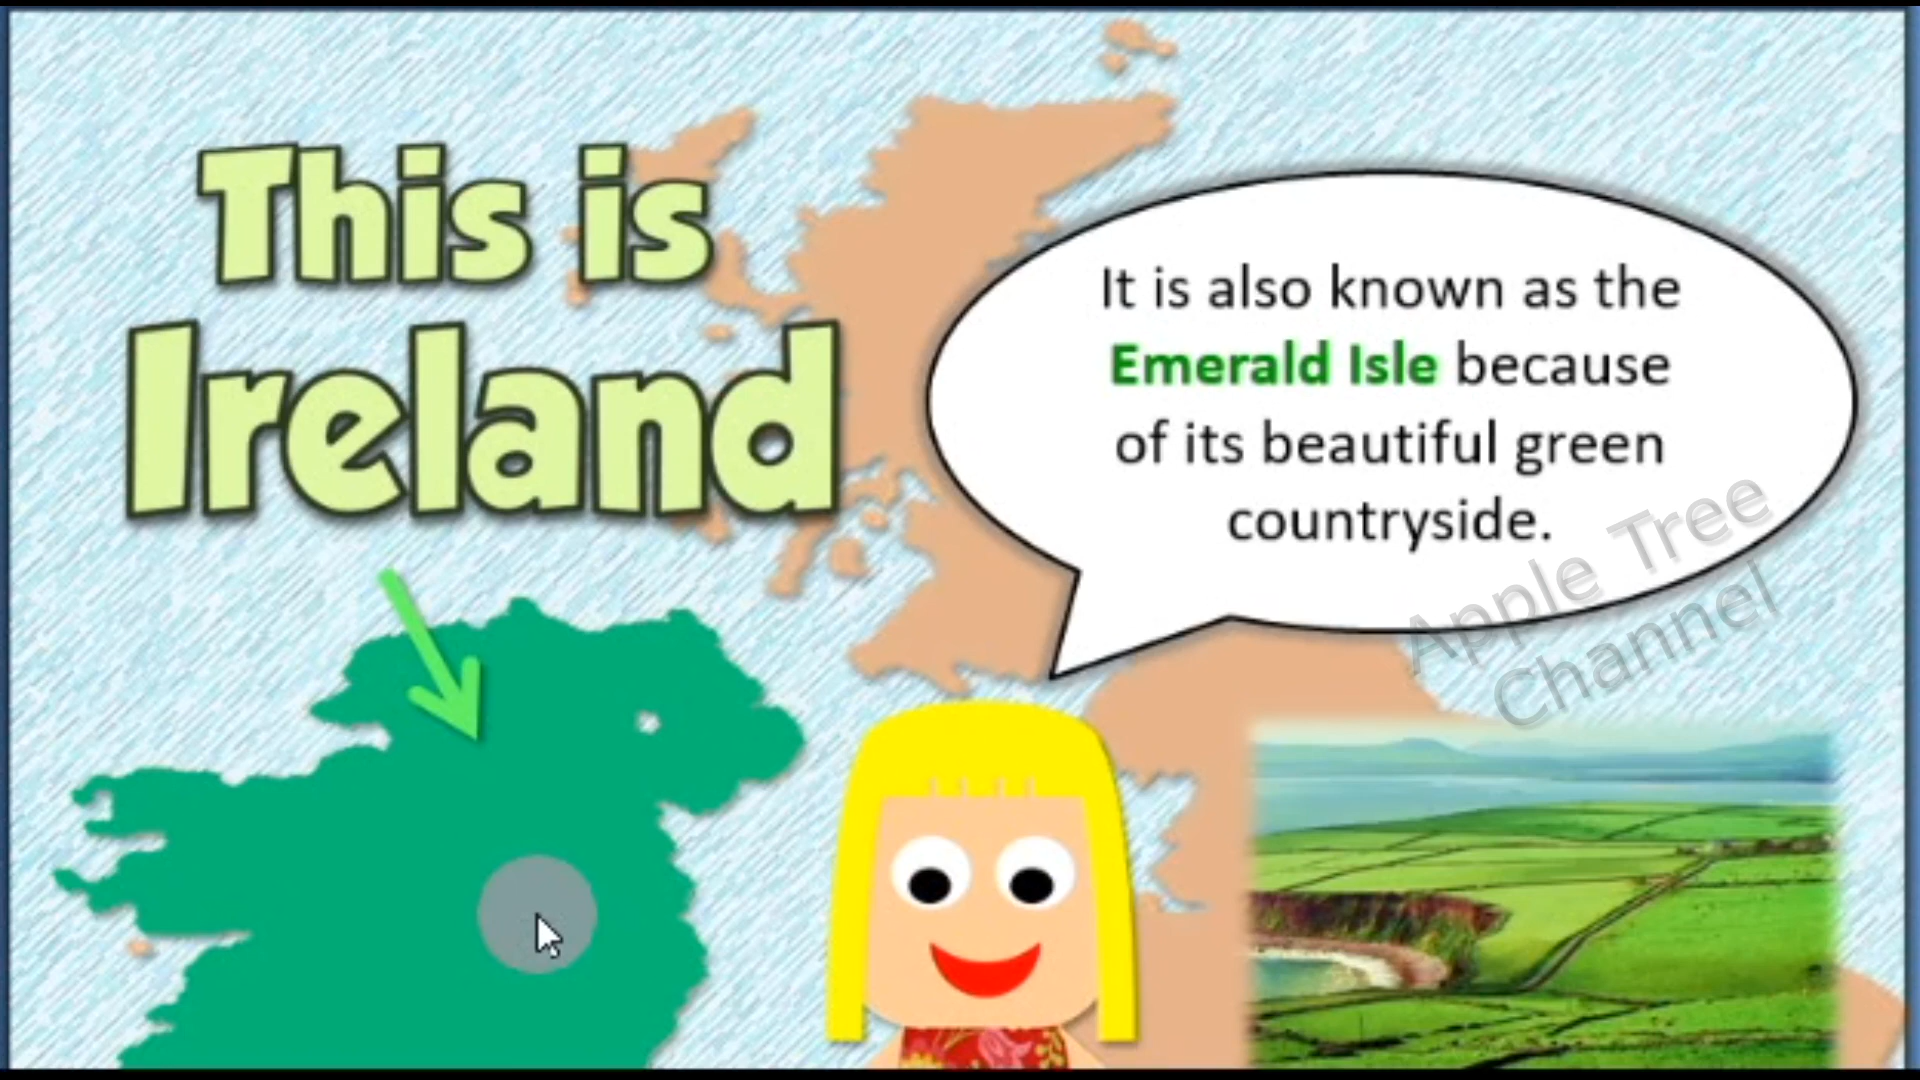 This is
Ireland
It is also known as the
Emerald Isle because
of its beautiful green
countryside.
Apple Tree
Channel